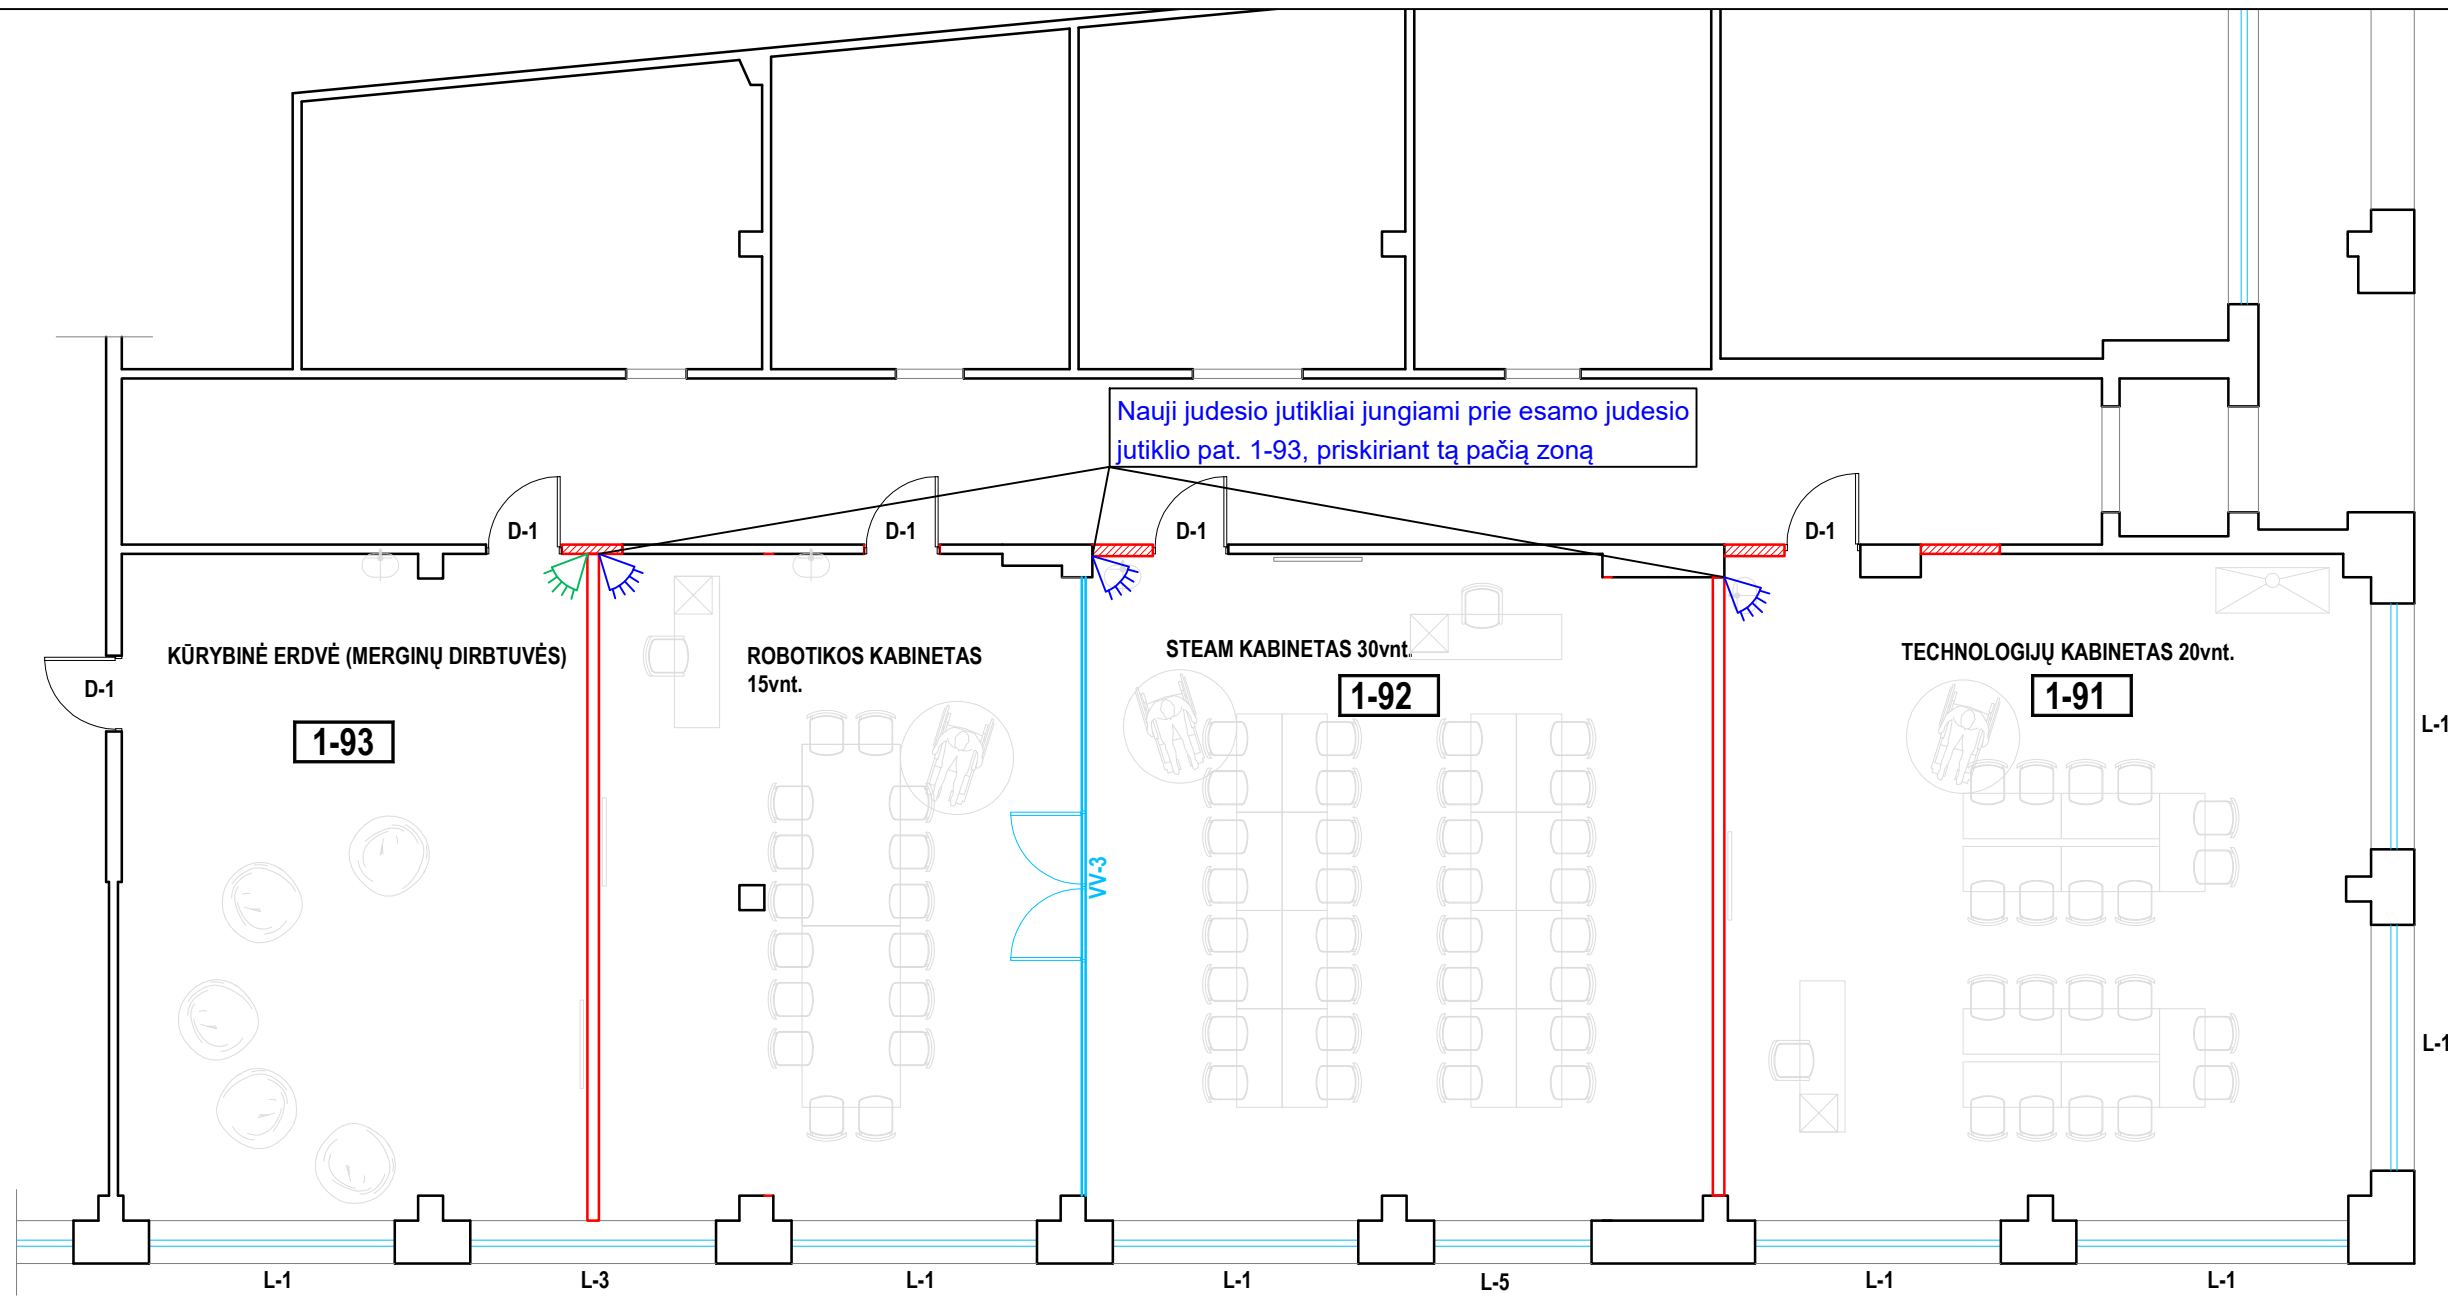 Nauji judesio jutikliai jungiami prie esamo judesio
jutiklio pat. 1-93, priskiriant tą pačią zoną
D-1
D-1
D-1
D-1
KŪRYBINĖ ERDVĖ (MERGINŲ DIRBTUVĖS)
ROBOTIKOS KABINETAS
15vnt.
STEAM KABINETAS 30vnt.
TECHNOLOGIJŲ KABINETAS 20vnt.
D-1
1-93
1-92
1-91
L-1
VV-3
L-1
L-1
L-3
L-1
L-1
L-5
L-1
L-1